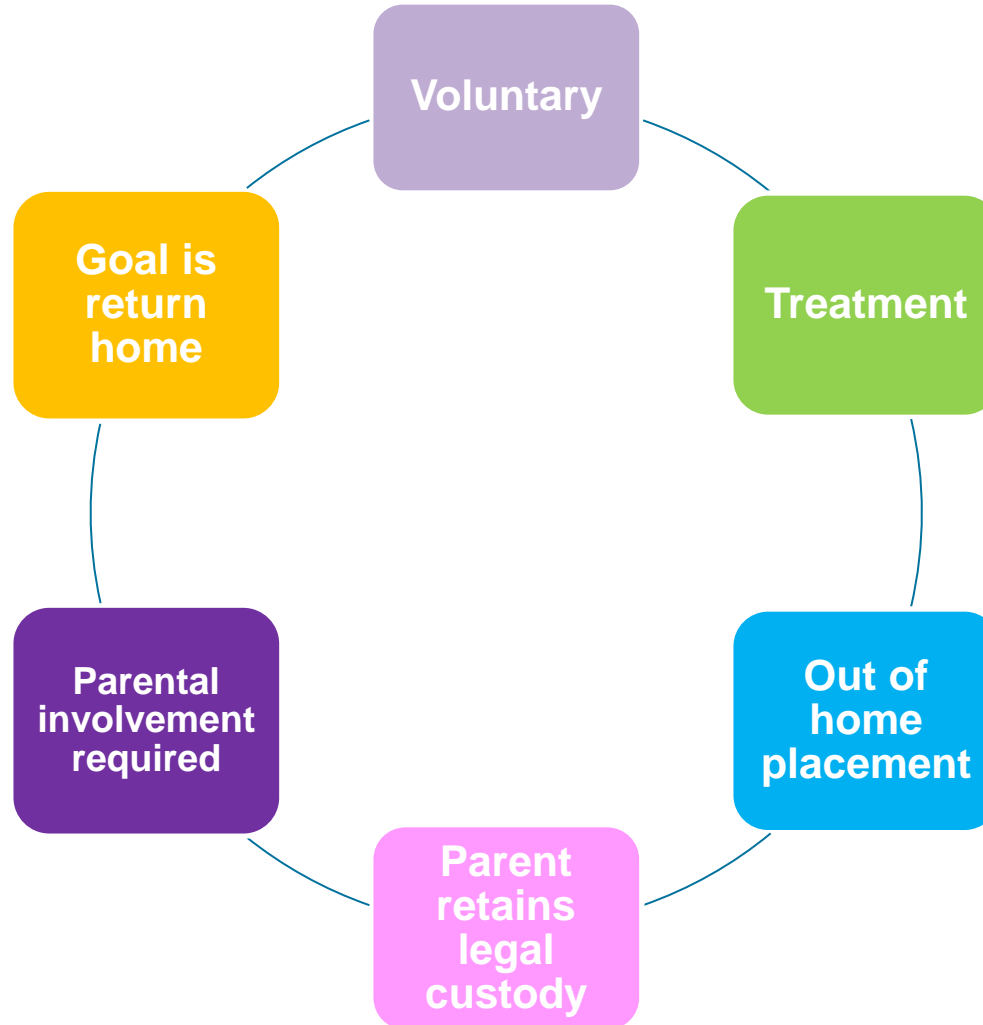 Voluntary
Treatment
Out of
home
placement
Parent
retains
legal
custody
Parental
involvement
required
Goal is
return
home